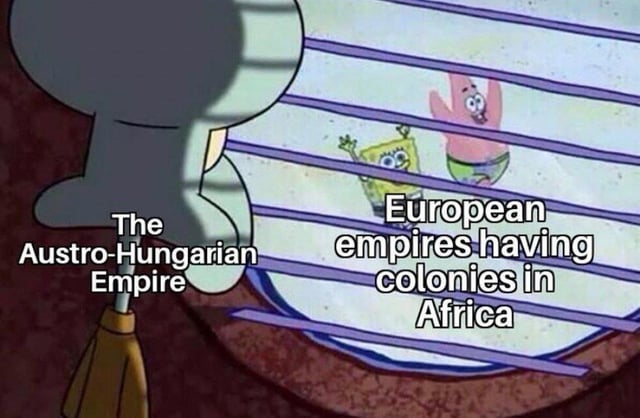 The
Austro-Hungarian
Empire
European
empires having
colonies in
Africa